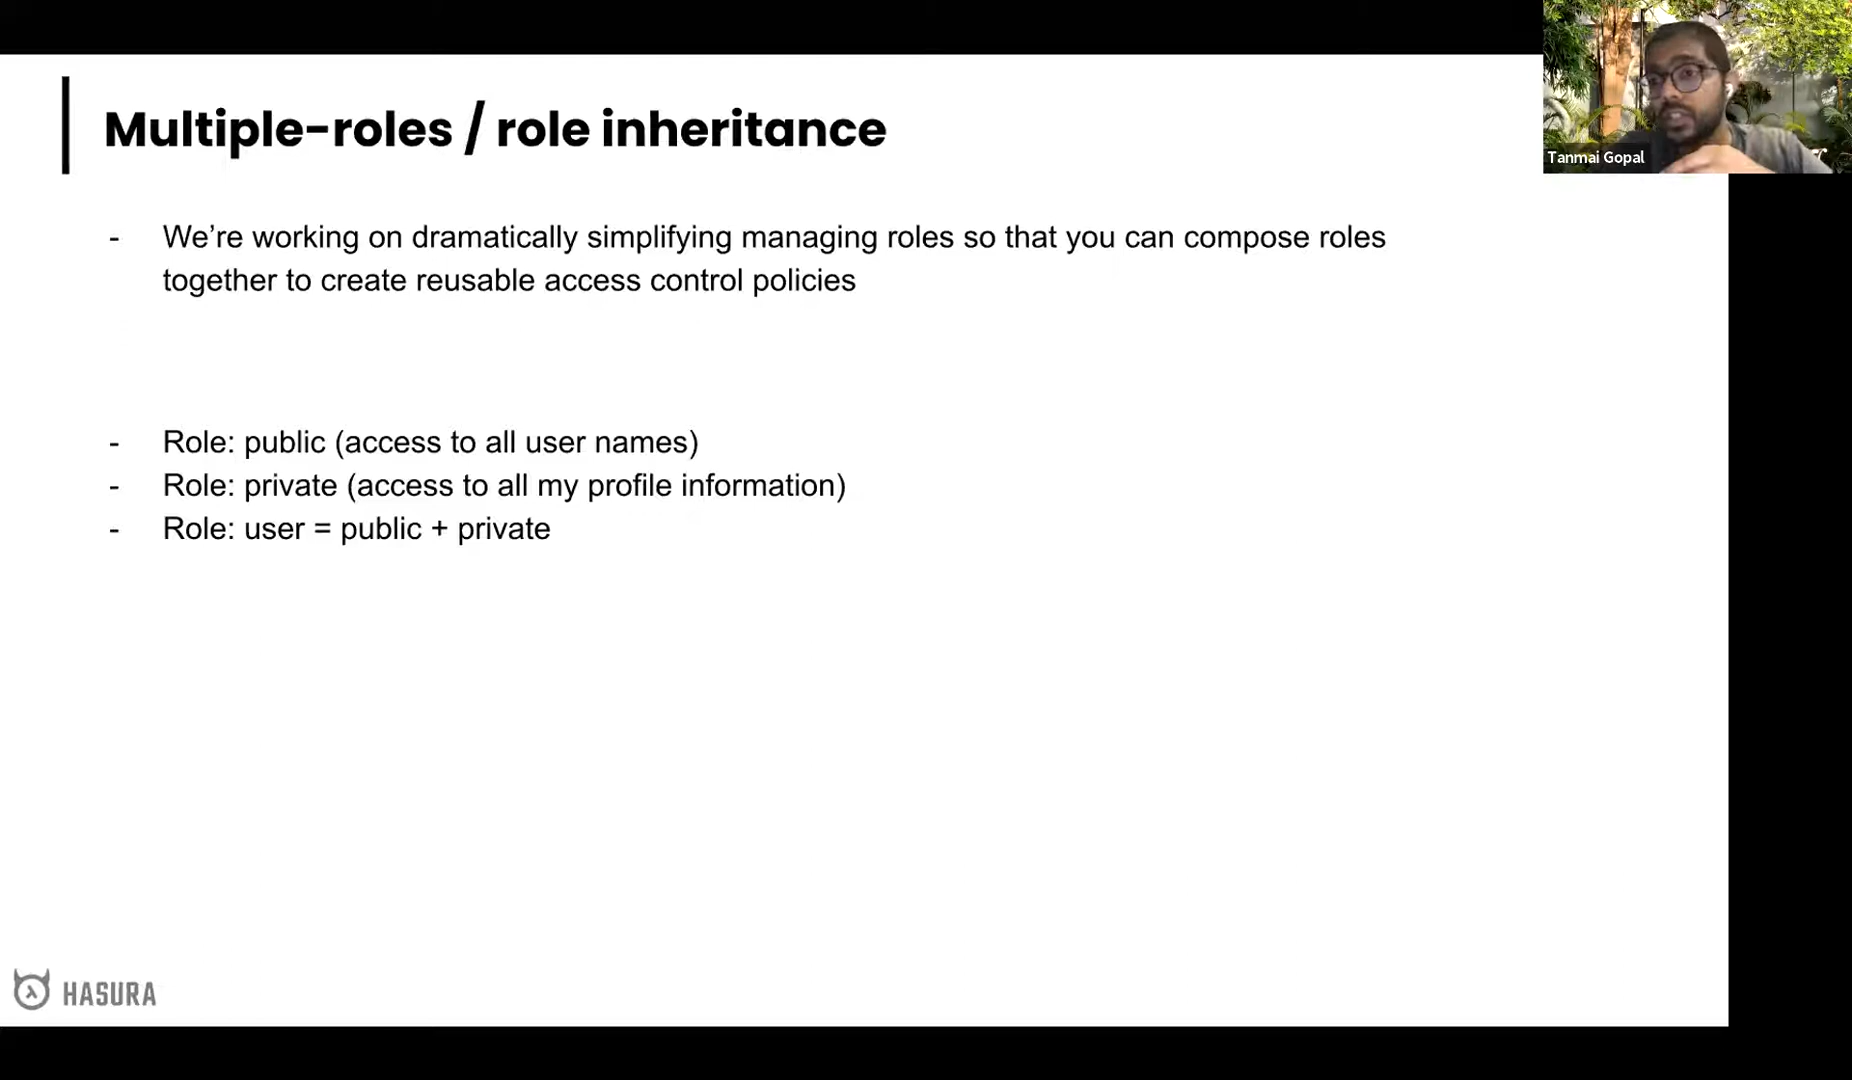 Multiple-roles / role inheritance
Tanmai Gopal
- We’re working on dramatically simplifying managing roles so that you can compose roles
together to create reusable access control policies
- Role: public (access to all user names)
- Role: private (access to all my profile information)
- Role: user = public + private
HASURA